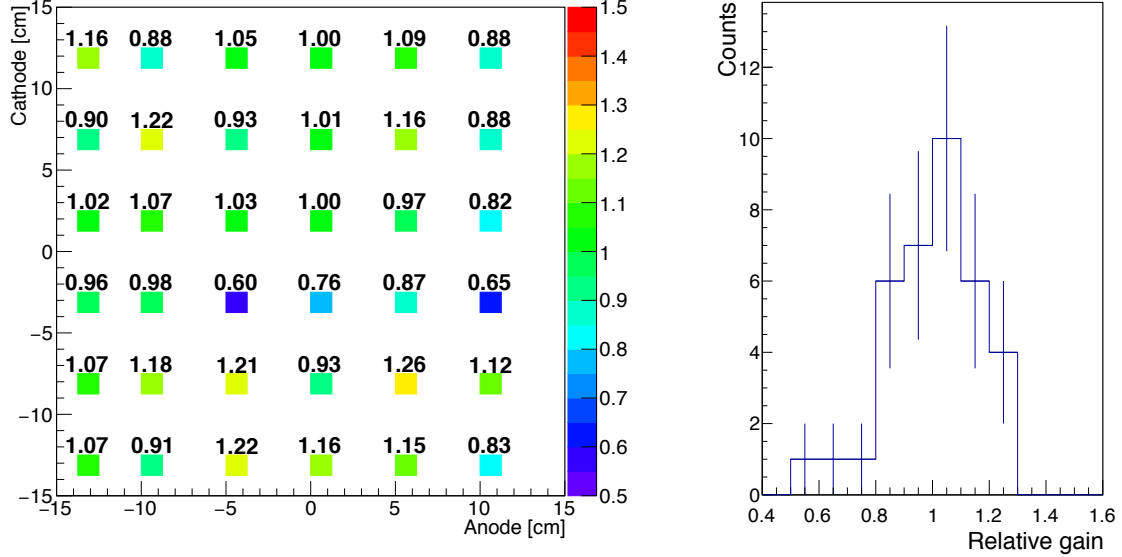 Cathode [cm]
15
10
5
0
−5
−10
−15
1.16 0.88 1.05 1.00 1.09 0.88
0.90 1.22 0.93 1.01 1.16 0.88
1.02 1.07 1.03 1.00 0.97 0.82
0.96 0.98 0.60 0.76 0.87 0.65
1.07 1.18 1.21 0.93 1.26 1.12
1.07 0.91 1.22 1.16 1.15 0.83
−15 −10 −5 0 5 10 15
Anode [cm]
1.5
1.4
1.3
1.2
1.1
1
0.9
0.8
0.7
0.6
0.5
Counts
12
10
8
6
4
2
0
0.4 0.6 0.8 1 1.2 1.4 1.6
Relative gain